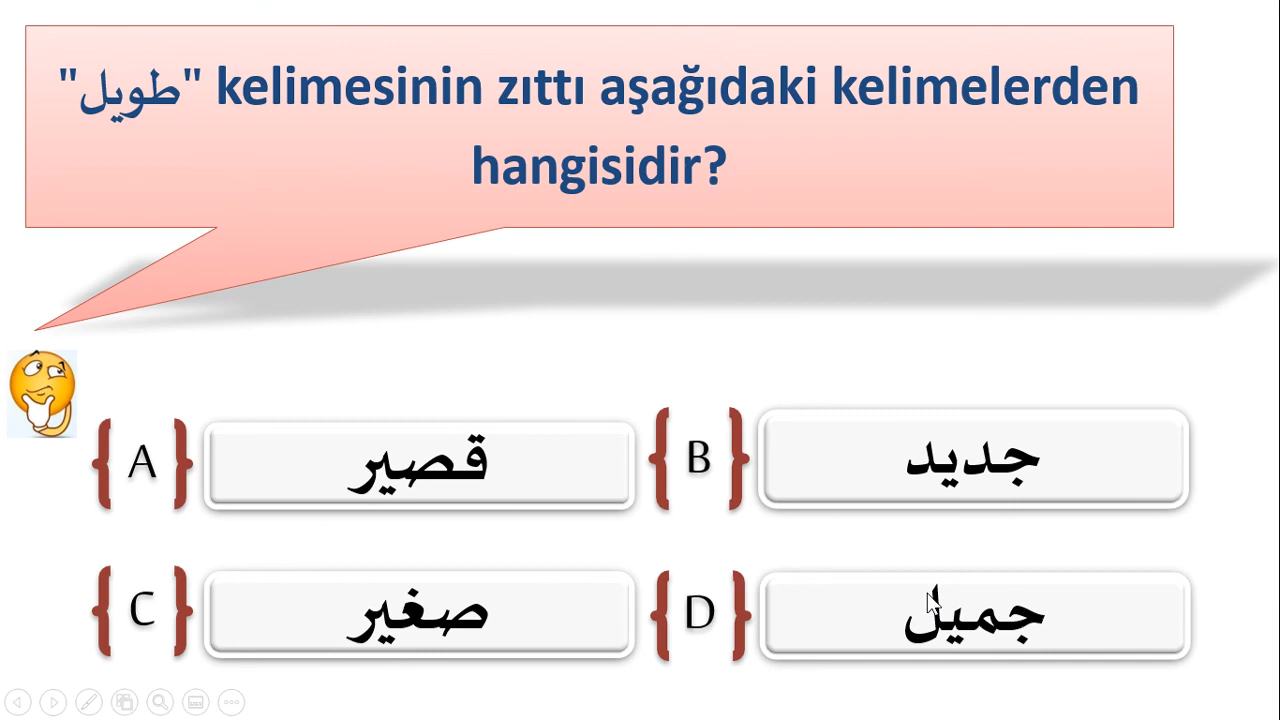 "طويل" kelimesinin zıttı aşağıdaki kelimelerden
hangisidir?
A قصير
B جديد
C صغير
D جميل